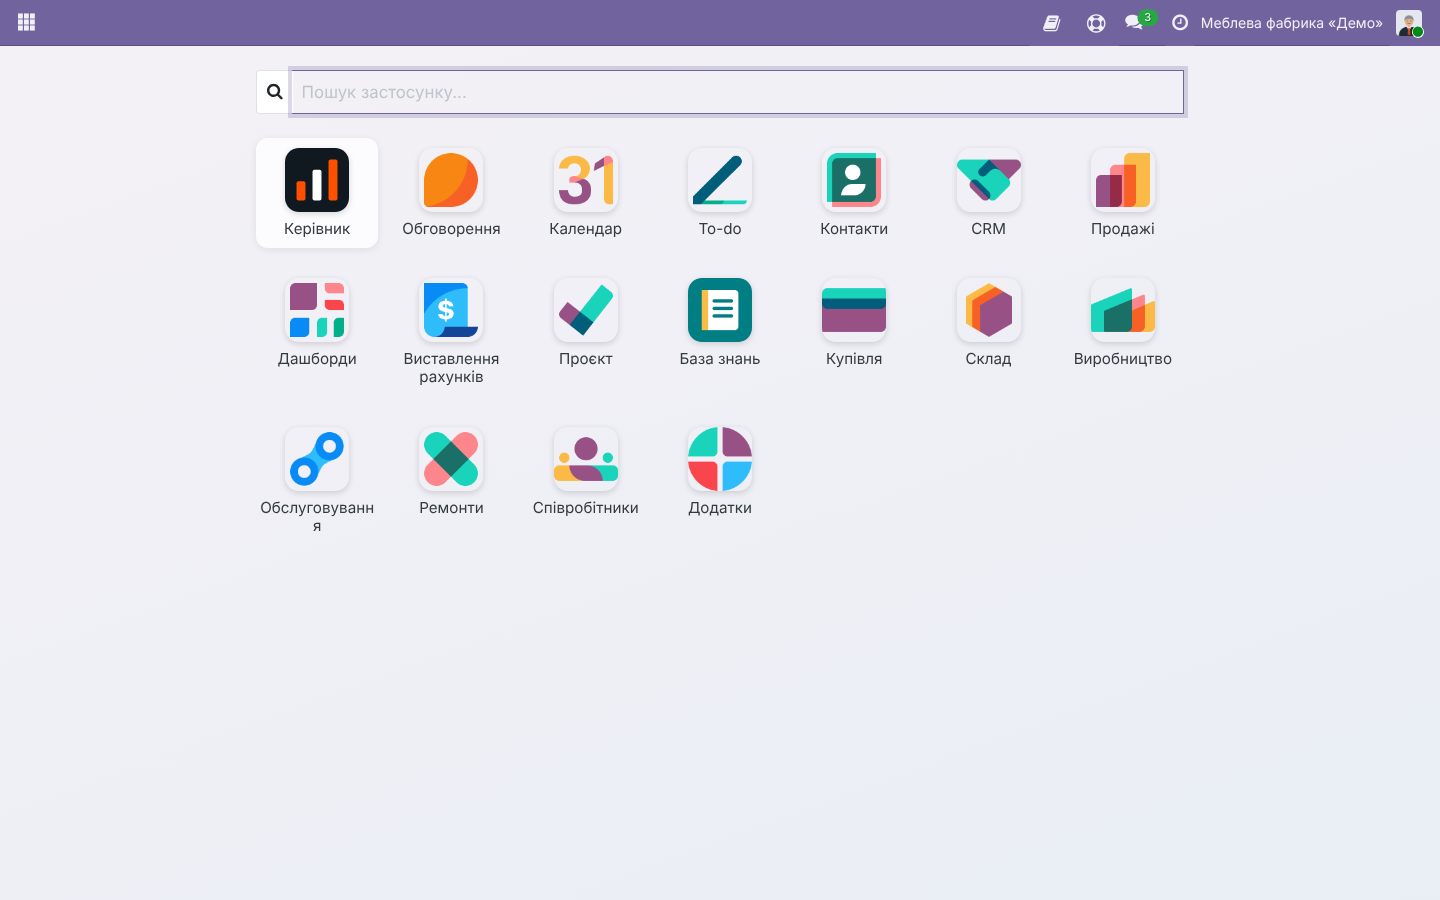 3
Меблева фабрика «Демо»
Пошук застосунку...
31
Керівник
Обговорення
Календар
To-do
Контакти
CRM
Продажі
$
Дашборди
Виставлення
рахунків
Проєкт
База знань
Купівля
Склад
Виробництво
Обслуговуванн
я
Ремонти
Співробітники
Додатки